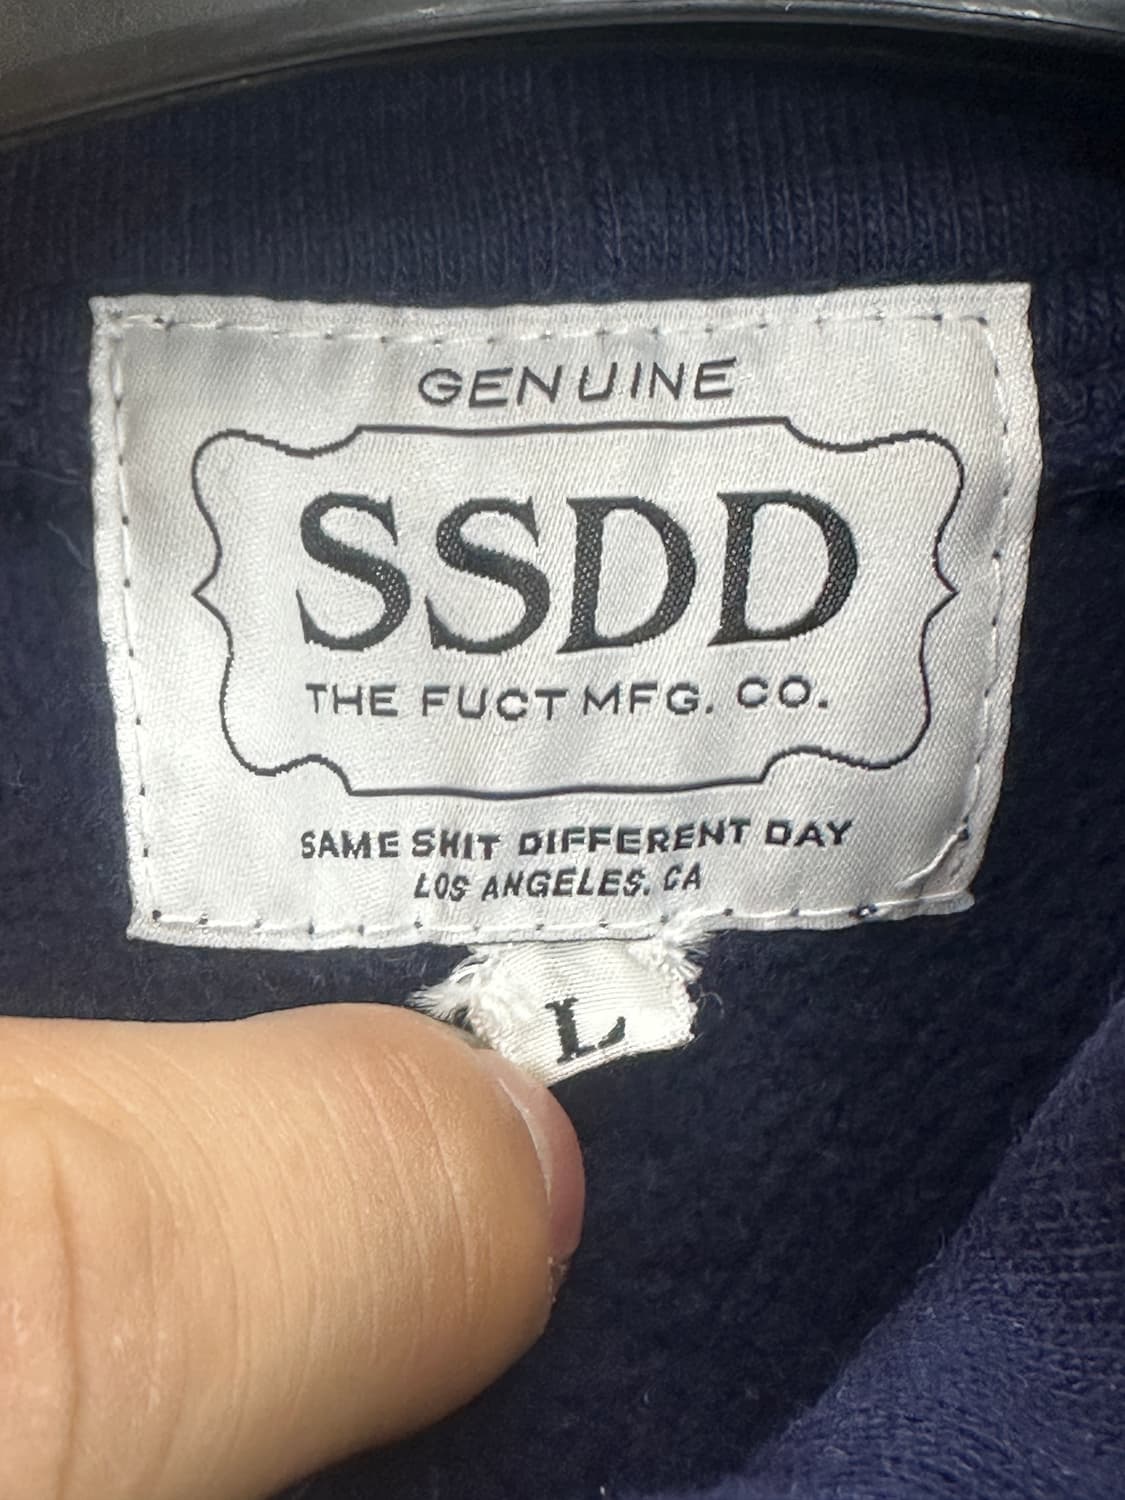 GENUINE
SSDD
THE FUCT MFG. CO.
SAME SHIT DIFFERENT DAY
LOS ANGELES. CA
L